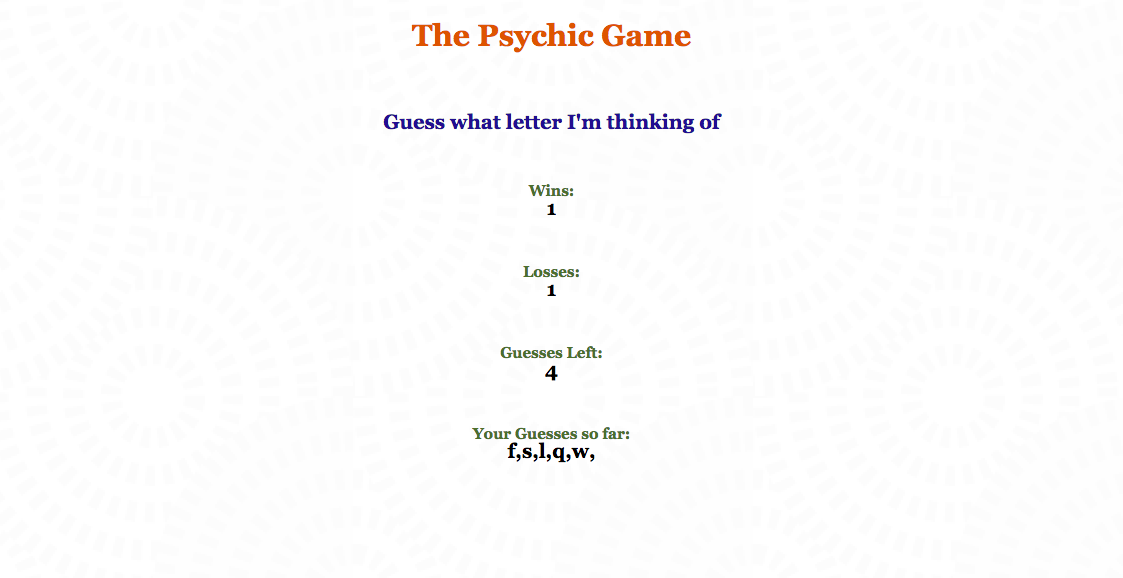 The Psychic Game
Guess what letter I'm thinking of
Wins:
1
Losses:
1
Guesses Left:
4
Your Guesses so far:
f,s,l,q,w,